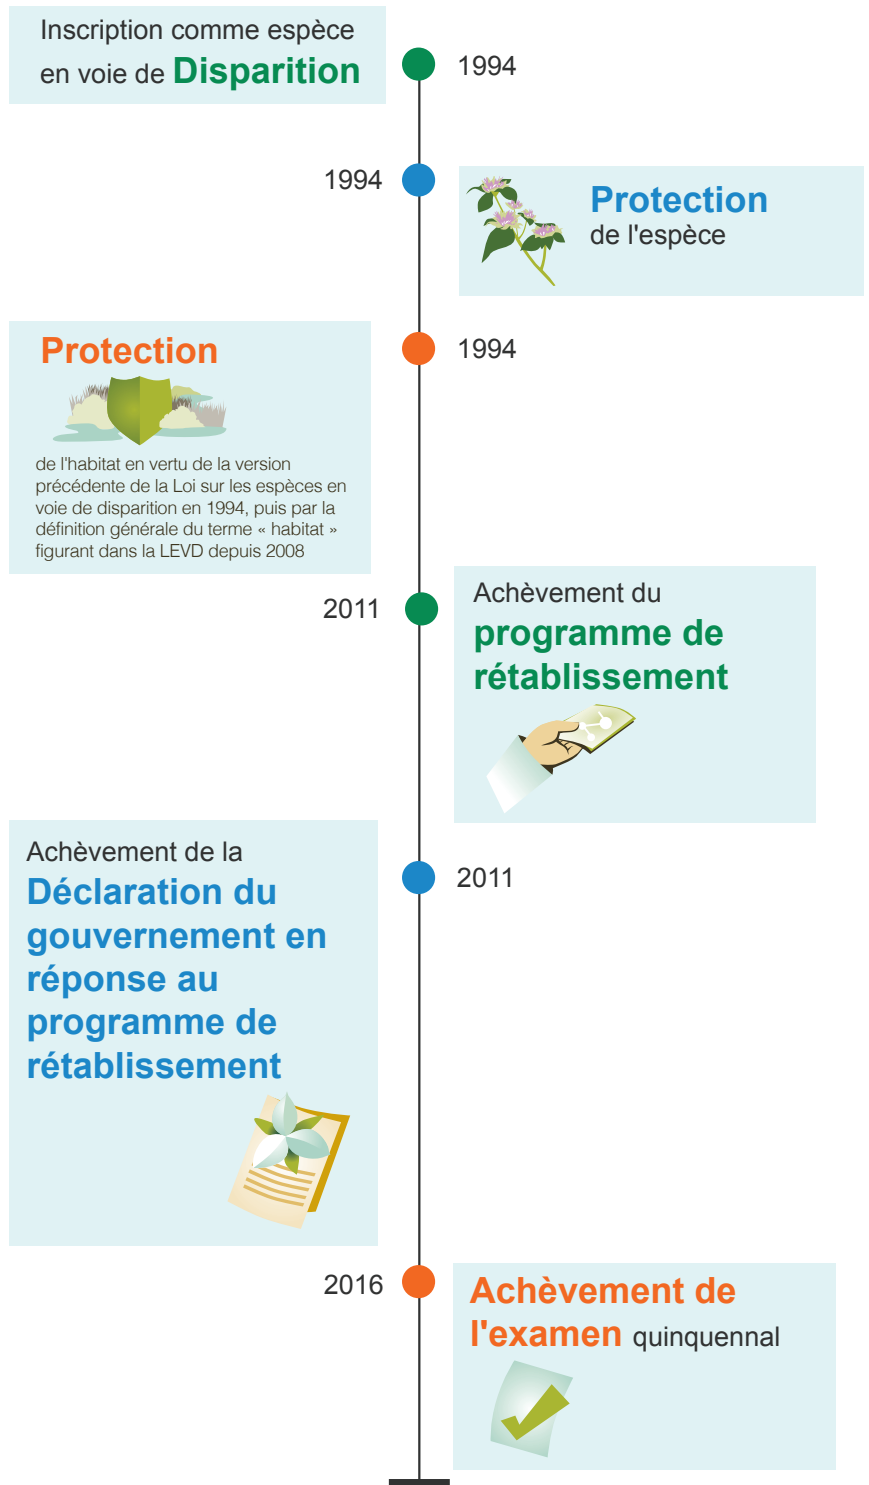 Inscription comme espèce
en voie de Disparition
1994
1994
Protection
de l'espèce
Protection
1994
de l'habitat en vertu de la version
précédente de la Loi sur les espèces en
voie de disparition en 1994, puis par la
définition générale du terme « habitat »
figurant dans la LEVD depuis 2008
2011
Achèvement du
programme de
rétablissement
Achèvement de la
Déclaration du
gouvernement en
réponse au
programme de
rétablissement
2011
2016
Achèvement de
l'examen quinquennal